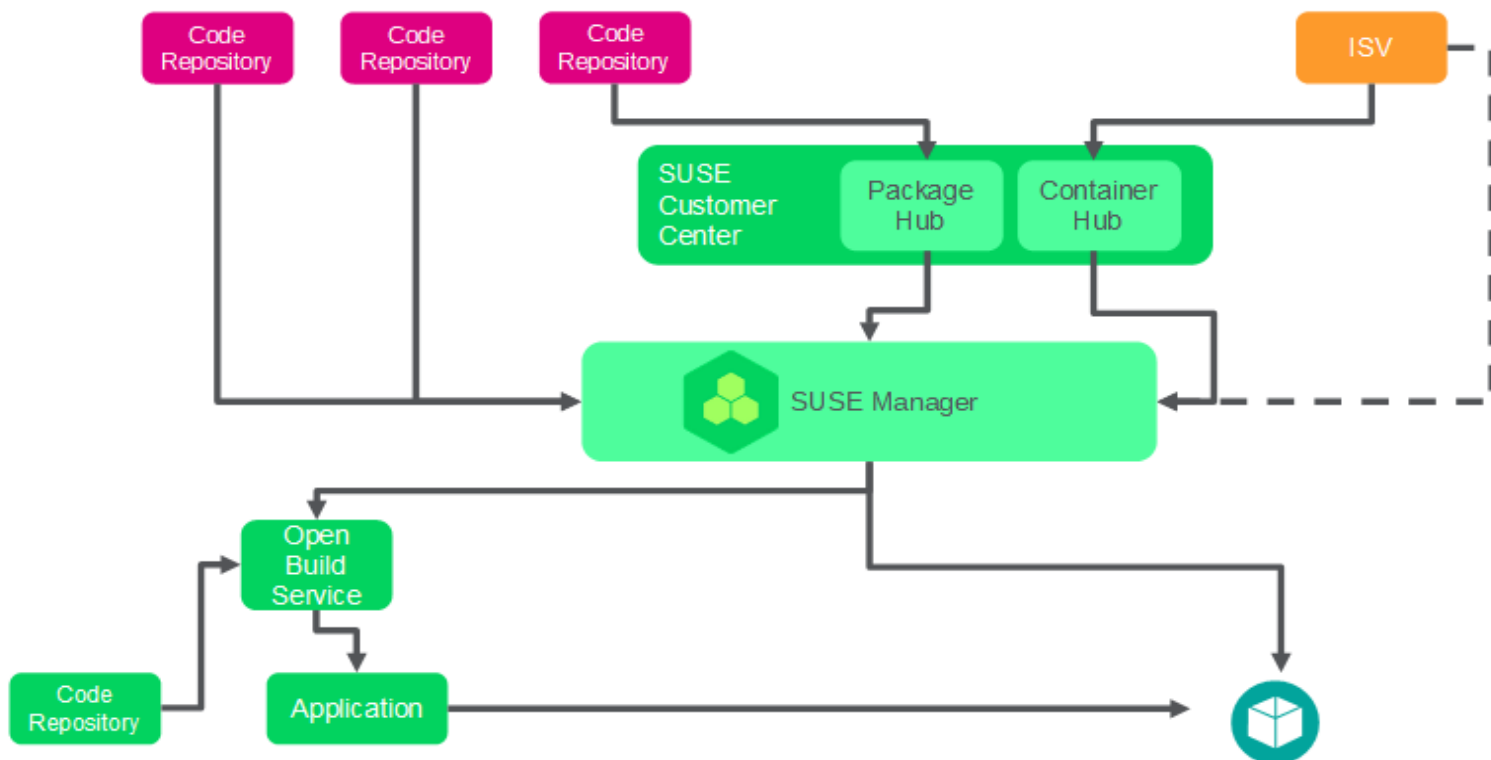 Code
Repository
Code
Repository
Code
Repository
ISV
SUSE
Customer
Center
Package
Hub
Container
Hub
SUSE Manager
Open
Build
Service
Code
Repository
Application